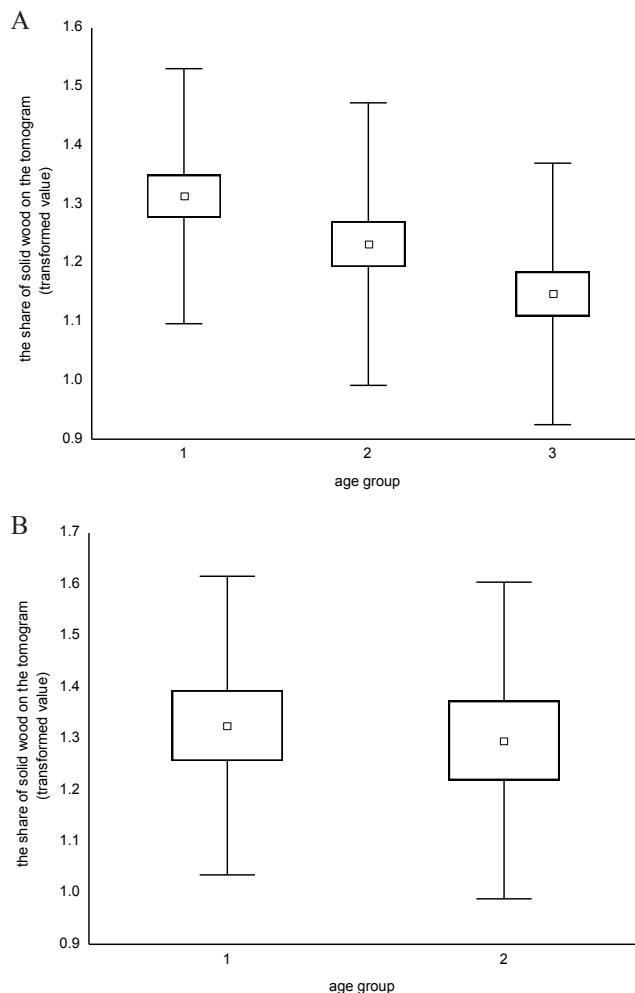 A
1.6
1.5
1.4
1.3
1.2
1.1
1.0
0.9
the share of solid wood on the tomogram
(transformed value)
1 2 3
age group
B
1.7
1.6
1.5
1.4
1.3
1.2
1.1
1.0
0.9
the share of solid wood on the tomogram
(transformed value)
1 2
age group